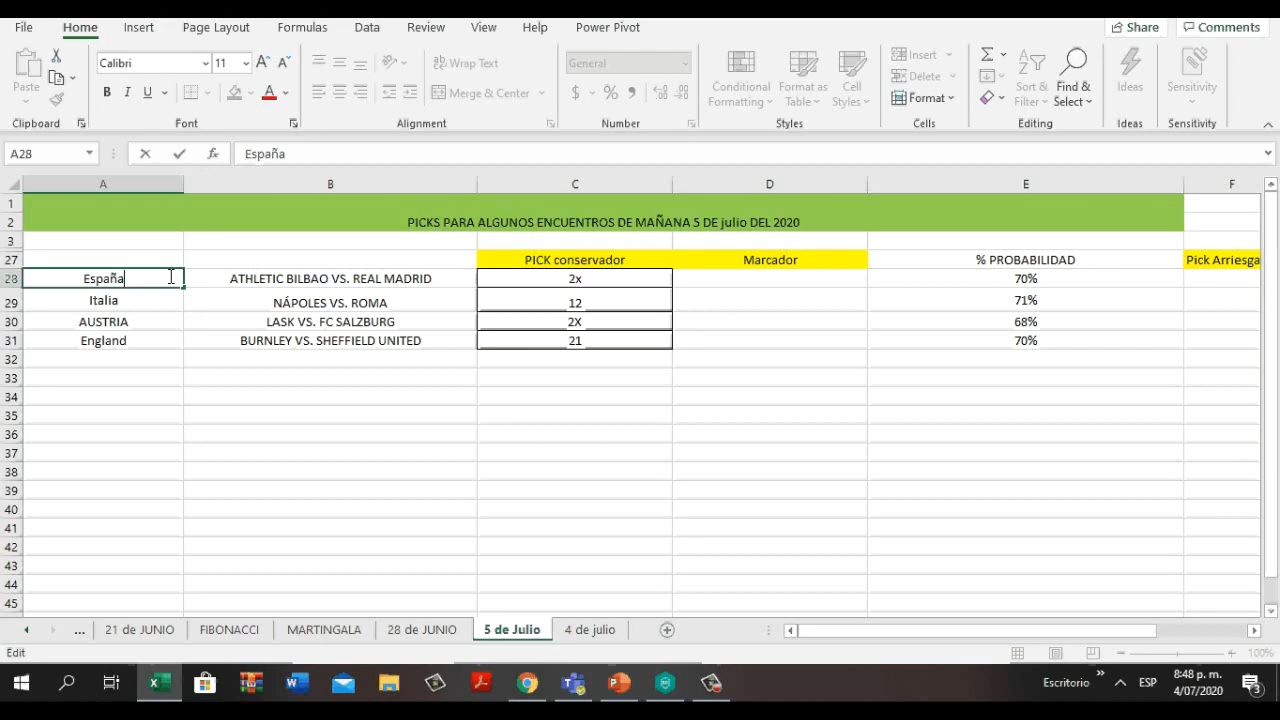 File Home Insert Page Layout Formulas Data Review View Help Power Pivot Share Comments
Calibri 11 Wrap Text General Insert
Paste Conditional Format as Cell Delete Sort & Find & Ideas Sensitivity
B I U Merge & Center $ % Formatting Table Styles Format Filter Select
Clipboard Font Alignment Number Styles Cells Editing Ideas Sensitivity
A28 fx España
A B C D E F
1
2 PICKS PARA ALGUNOS ENCUENTROS DE MAÑANA 5 DE julio DEL 2020
3
27 PICK conservador Marcador % PROBABILIDAD Pick Arriesga
28 España ATHLETIC BILBAO VS. REAL MADRID 2x 70%
29 Italia NÁPOLES VS. ROMA 12 71%
30 AUSTRIA LASK VS. FC SALZBURG 2X 68%
31 England BURNLEY VS. SHEFFIELD UNITED 21 70%
32
33
34
35
36
37
38
39
40
41
42
43
44
45
... 21 de JUNIO FIBONACCI MARTINGALA 28 de JUNIO 5 de Julio 4 de julio
Edit 100%
Escritorio ESP 8:48 p. m.
4/07/2020 3